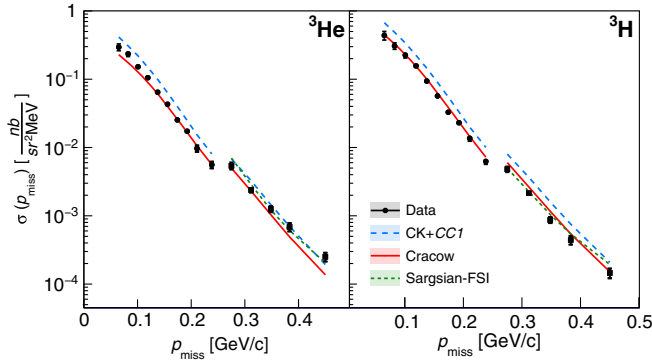 ³He
³H
1
10⁻¹
10⁻²
10⁻³
10⁻⁴
σ (p_miss) [ nb / sr²MeV ]
Data
CK+CC1
Cracow
Sargsian-FSI
0 0.1 0.2 0.3 0.4 0.1 0.2 0.3 0.4 0.5
p_miss [GeV/c] p_miss [GeV/c]